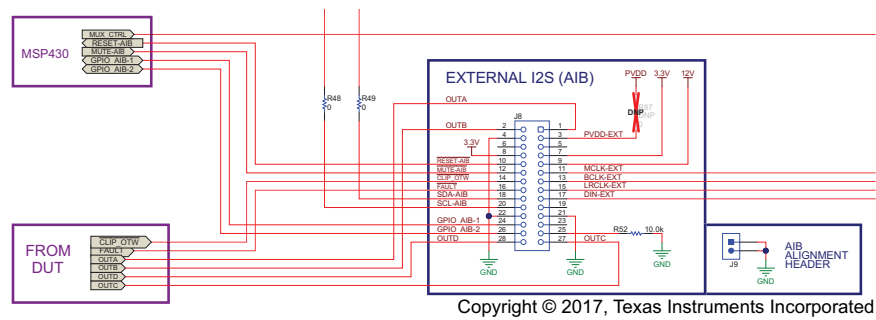 MSP430
MUX_CTRL
RESET-AIB
MUTE-AIB
GPIO_AIB-1
GPIO_AIB-2
R48
0
R49
0
EXTERNAL I2S (AIB)
PVDD 3.3V 12V
DNP
DNP
OUTA
OUTB
J8
2 1
4 3 PVDD-EXT
6 5
3.3V
8 7
RESET-AIB 10 9
MUTE-AIB 12 11 MCLK-EXT
CLIP_OTW 14 13 BCLK-EXT
FAULT 16 15 LRCLK-EXT
SDA-AIB 18 17 DIN-EXT
SCL-AIB 20 19
22 21
GPIO_AIB-1 24 23
GPIO_AIB-2 26 25 R52 10.0k
OUTD 28 27 OUTC
GND GND GND
FROM
DUT
CLIP_OTW
FAULT
OUTA
OUTB
OUTD
OUTC
J9
AIB
ALIGNMENT
HEADER
GND
Copyright © 2017, Texas Instruments Incorporated